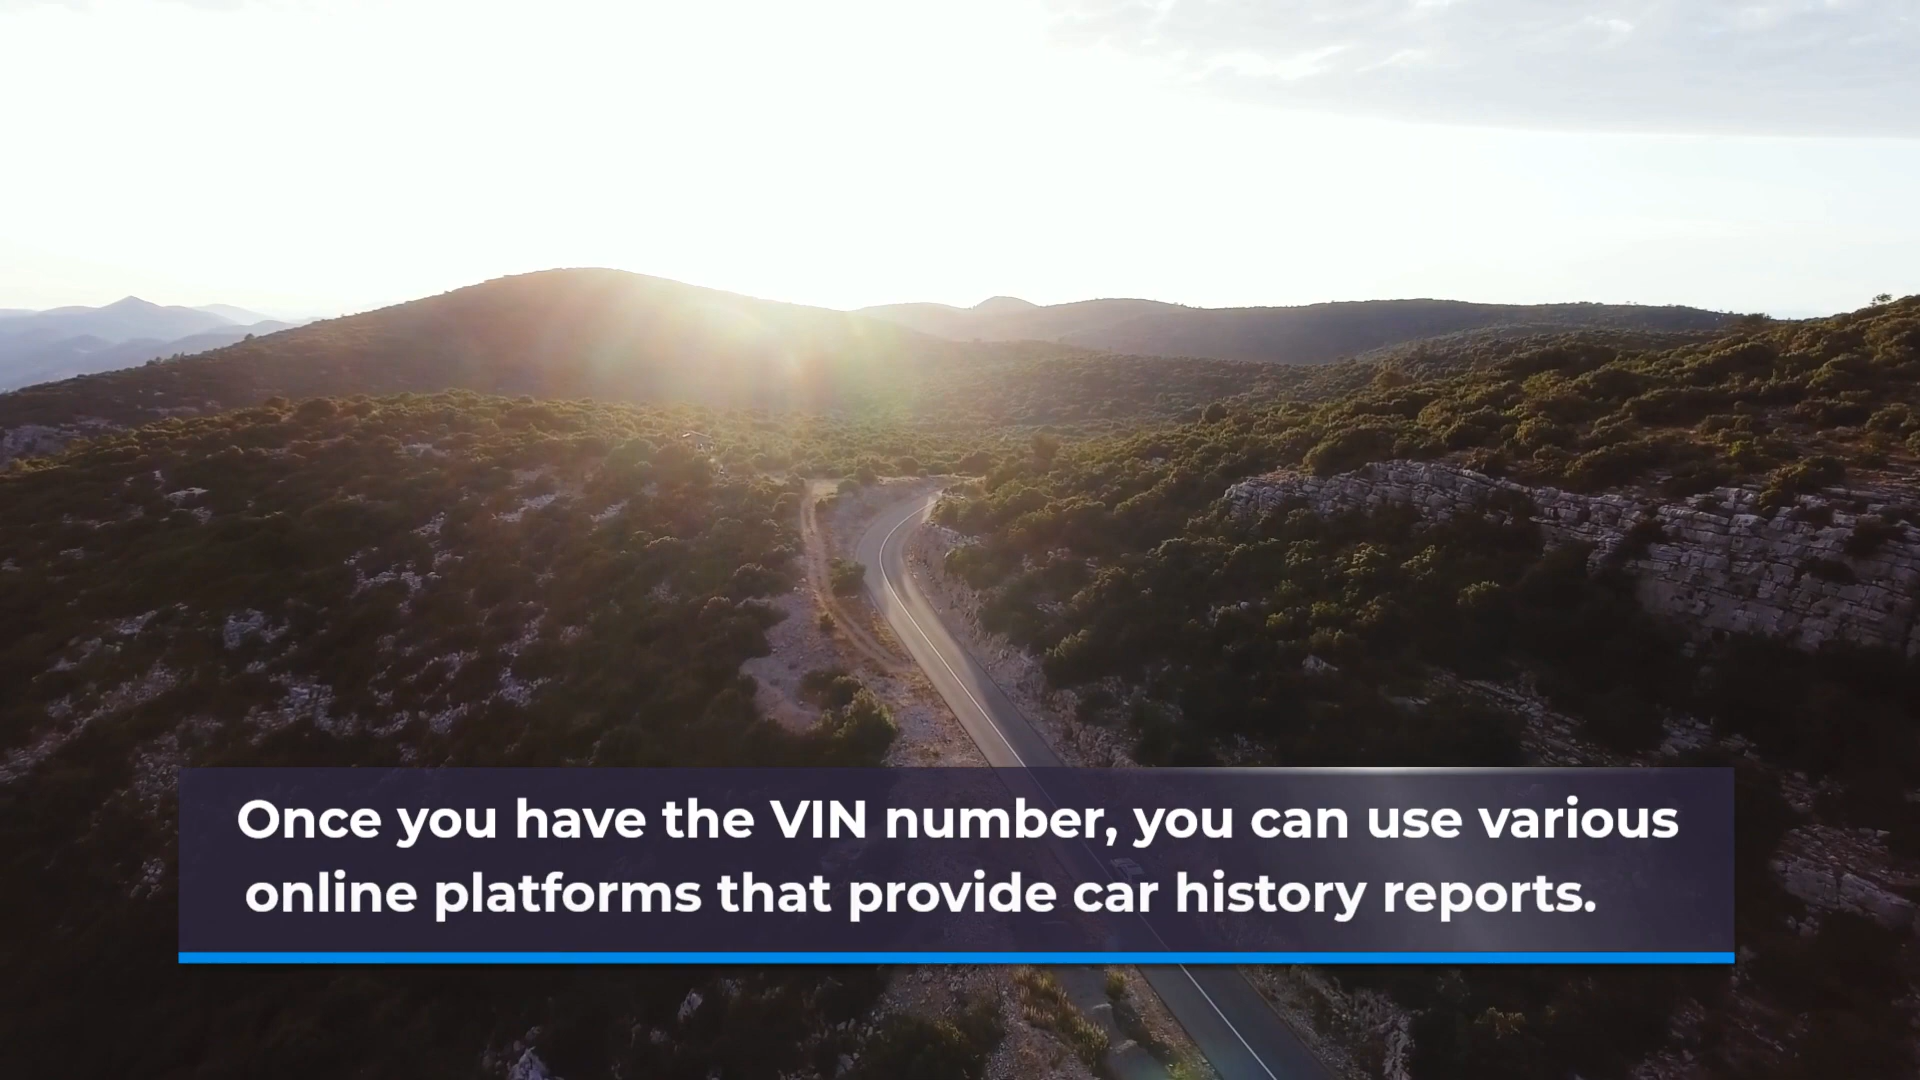 Once you have the VIN number, you can use various
online platforms that provide car history reports.